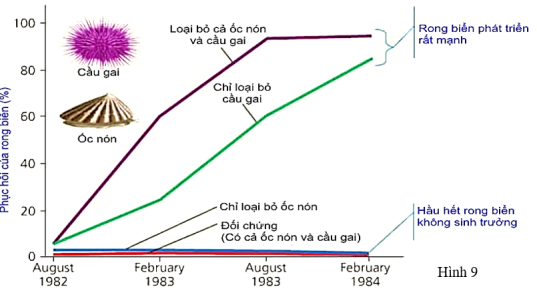 Phục hồi của rong biển (%)
100
80
60
40
20
0
Cầu gai
Ốc nón
Loại bỏ cả ốc nón
và cầu gai
Chỉ loại bỏ
cầu gai
Rong biển phát triển
rất mạnh
Chỉ loại bỏ ốc nón
Đối chứng
(Có cả ốc nón và cầu gai)
Hầu hết rong biển
không sinh trưởng
August
1982
February
1983
August
1983
February
1984
Hình 9